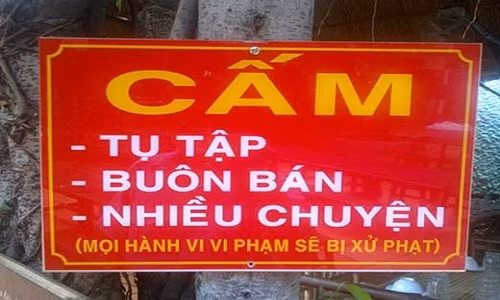 CẤM
- TỤ TẬP
- BUÔN BÁN
- NHIỀU CHUYỆN
(MỌI HÀNH VI VI PHẠM SẼ BỊ XỬ PHẠT)